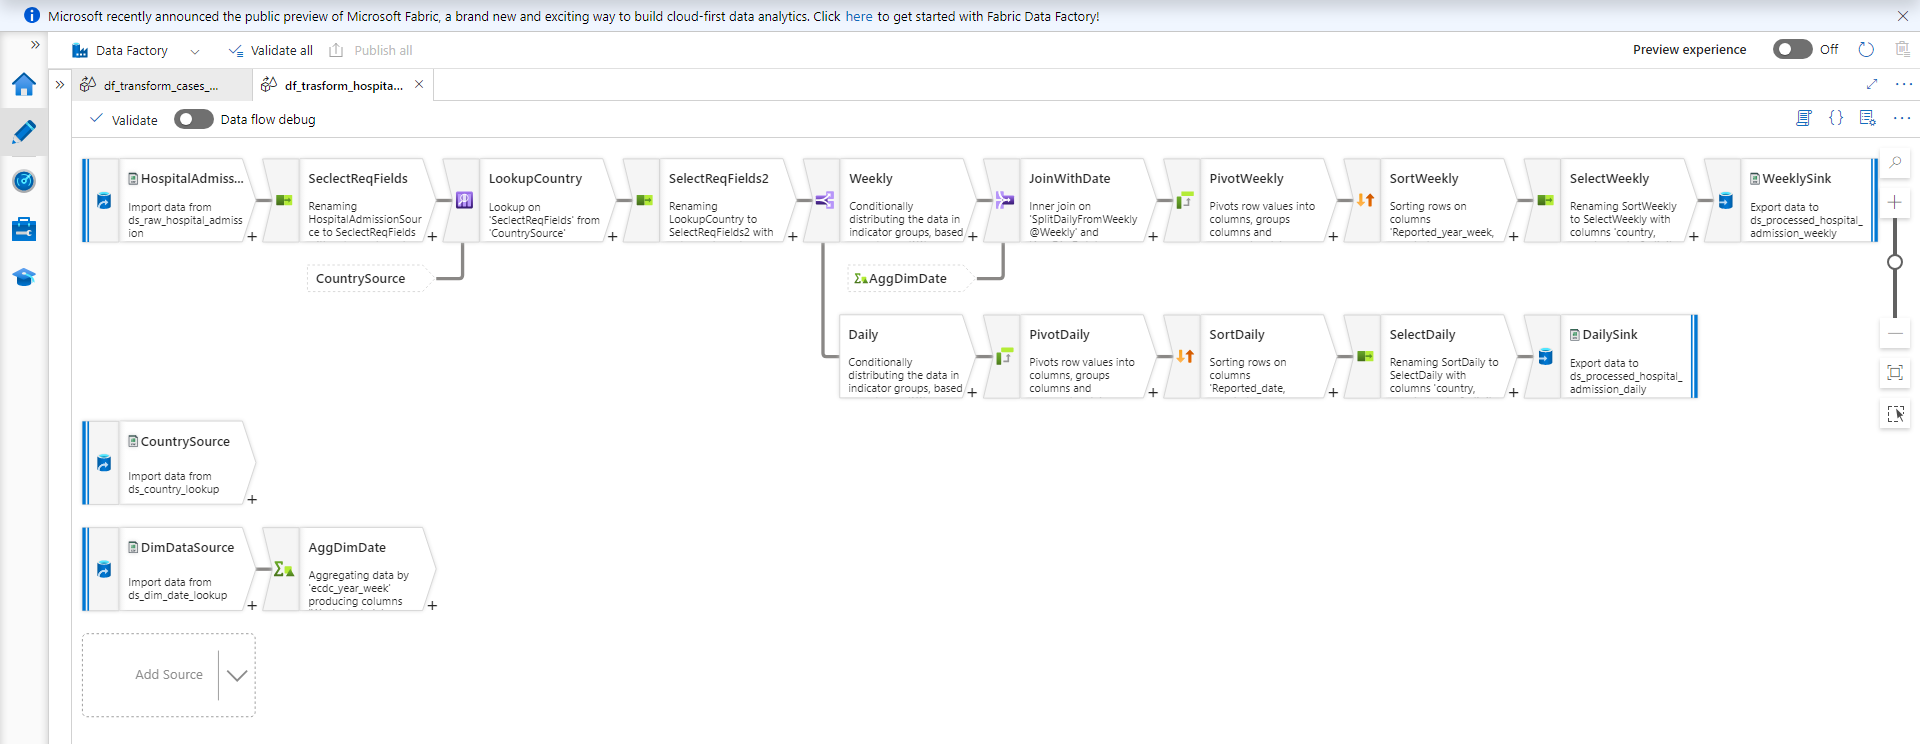 Microsoft recently announced the public preview of Microsoft Fabric, a brand new and exciting way to build cloud-first data analytics. Click here to get started with Fabric Data Factory!
Data Factory
Validate all
Publish all
Preview experience
Off
df_transform_cases_...
df_trasform_hospita...
Validate
Data flow debug
HospitalAdmiss...
Import data from
ds_raw_hospital_admiss
ion
SeclectReqFields
Renaming
HospitalAdmissionSour
ce to SeclectReqFields
LookupCountry
Lookup on
'SeclectReqFields' from
'CountrySource'
SelectReqFields2
Renaming
LookupCountry to
SelectReqFields2 with
Weekly
Conditionally
distributing the data in
indicator groups, based
JoinWithDate
Inner join on
'SplitDailyFromWeekly
@Weekly' and
PivotWeekly
Pivots row values into
columns, groups
columns and
SortWeekly
Sorting rows on
columns
'Reported_year_week,
SelectWeekly
Renaming SortWeekly
to SelectWeekly with
columns 'country,
WeeklySink
Export data to
ds_processed_hospital_
admission_weekly
CountrySource
AggDimDate
Daily
Conditionally
distributing the data in
indicator groups, based
PivotDaily
Pivots row values into
columns, groups
columns and
SortDaily
Sorting rows on
columns
'Reported_date,
SelectDaily
Renaming SortDaily to
SelectDaily with
columns 'country,
DailySink
Export data to
ds_processed_hospital_
admission_daily
CountrySource
Import data from
ds_country_lookup
DimDataSource
Import data from
ds_dim_date_lookup
AggDimDate
Aggregating data by
'ecdc_year_week'
producing columns
Add Source